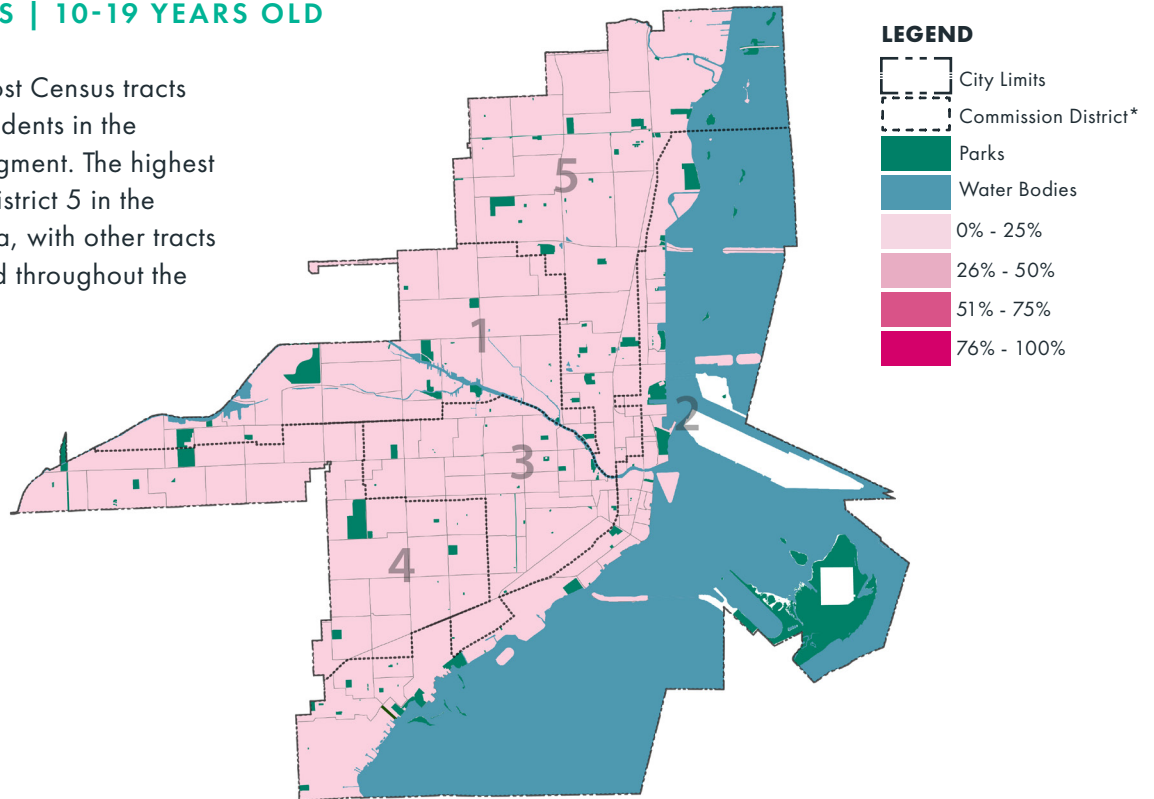 S | 10-19 YEARS OLD
ost Census tracts
idents in the
gment. The highest
istrict 5 in the
a, with other tracts
d throughout the
LEGEND
City Limits
Commission District*
Parks
Water Bodies
0% - 25%
26% - 50%
51% - 75%
76% - 100%
5
1
2
3
4